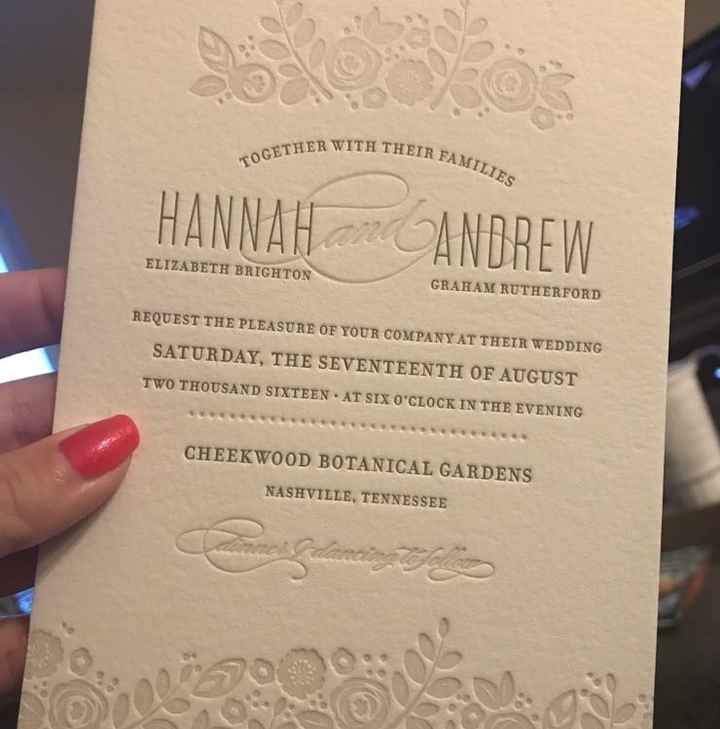 TOGETHER WITH THEIR FAMILIES
HANNAH and ANDREW
ELIZABETH BRIGHTON GRAHAM RUTHERFORD
REQUEST THE PLEASURE OF YOUR COMPANY AT THEIR WEDDING
SATURDAY, THE SEVENTEENTH OF AUGUST
TWO THOUSAND SIXTEEN • AT SIX O'CLOCK IN THE EVENING
CHEEKWOOD BOTANICAL GARDENS
NASHVILLE, TENNESSEE
dinner & dancing to follow